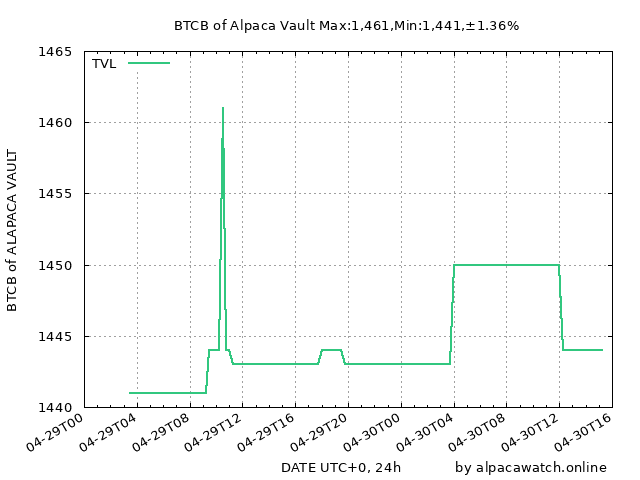 BTCB of Alpaca Vault Max:1,461,Min:1,441,±1.36%
1465
TVL
1460
1455
1450
1445
1440
BTCB of ALAPACA VAULT
04-29T00
04-29T04
04-29T08
04-29T12
04-29T16
04-29T20
04-30T00
04-30T04
04-30T08
04-30T12
04-30T16
DATE UTC+0, 24h
by alpacawatch.online